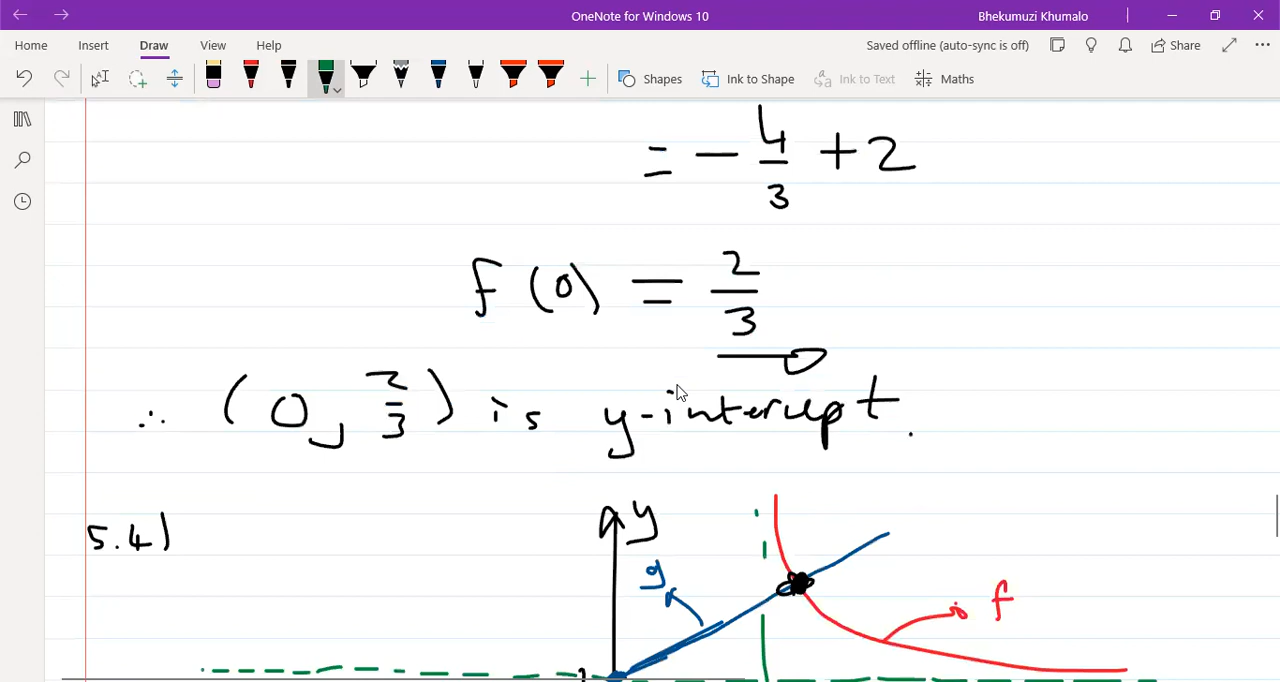 OneNote for Windows 10
Bhekumuzi Khumalo
Home Insert Draw View Help
Saved offline (auto-sync is off) Share
Shapes Ink to Shape Ink to Text Maths
= - 4/3 + 2
f(0) = 2/3
∴ (0, 2/3) is y-intercept.
5.4)
y
g
f